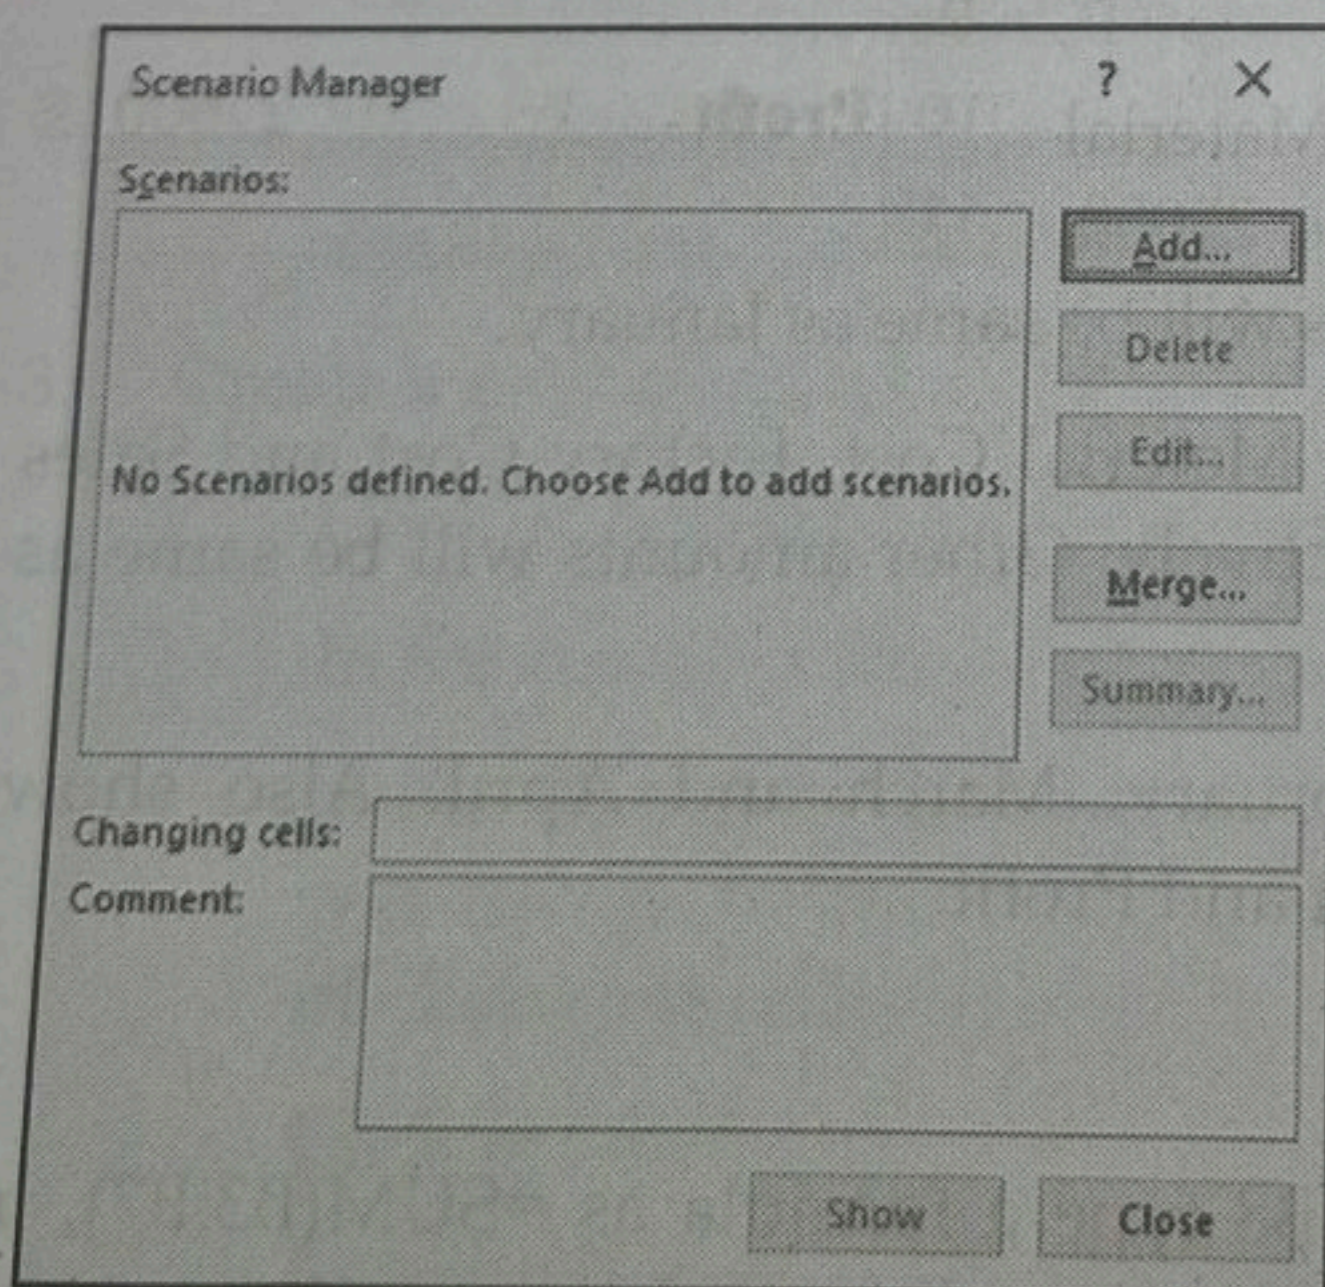 Scenario Manager ? X
Scenarios:
Add...
Delete
Edit...
No Scenarios defined. Choose Add to add scenarios.
Merge...
Summary...
Changing cells:
Comment:
Show Close